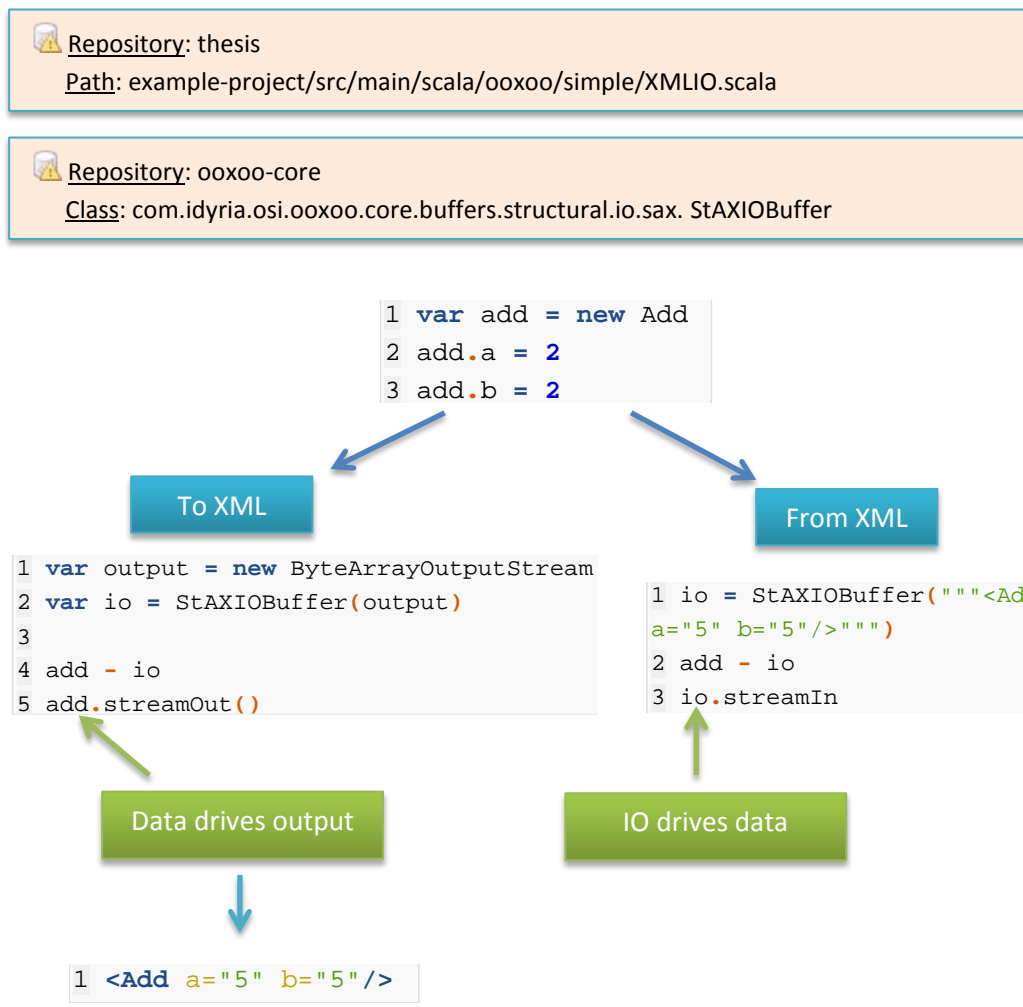 Repository: thesis
Path: example-project/src/main/scala/ooxoo/simple/XMLIO.scala
Repository: ooxoo-core
Class: com.idyria.osi.ooxoo.core.buffers.structural.io.sax. StAXIOBuffer
1 var add = new Add
2 add.a = 2
3 add.b = 2
To XML
From XML
1 var output = new ByteArrayOutputStream
2 var io = StAXIOBuffer(output)
3
4 add - io
5 add.streamOut()
1 io = StAXIOBuffer("""<Ad
a="5" b="5"/>""")
2 add - io
3 io.streamIn
Data drives output
IO drives data
1 <Add a="5" b="5"/>